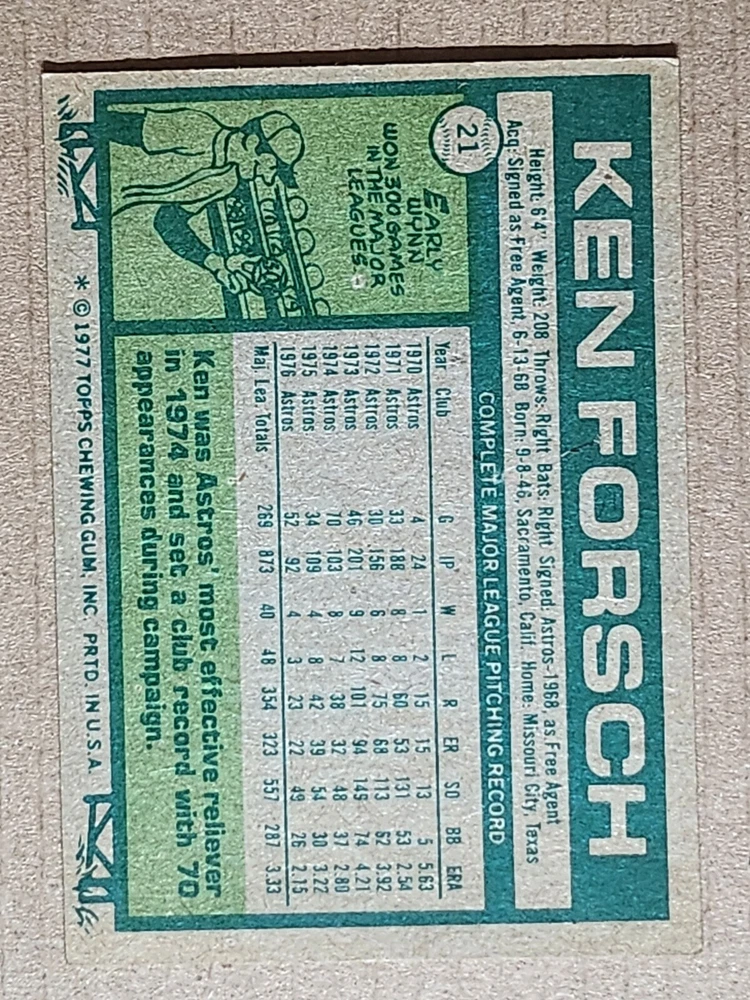 KEN FORSCH
21
Height: 6'4" Weight: 208 Throws: Right Bats: Right Signed: Astros-1968, as Free Agent
Acq: Signed as Free Agent, 6-13-68 Born: 9-8-46, Sacramento, Calif. Home: Missouri City, Texas
COMPLETE MAJOR LEAGUE PITCHING RECORD
Year Club G IP W L R ER SO BB ERA
1970 Astros 4 24 1 2 15 15 13 5 5.63
1971 Astros 33 188 8 8 60 53 131 53 2.54
1972 Astros 30 156 6 8 75 68 113 62 3.92
1973 Astros 46 201 9 12 101 94 149 74 4.21
1974 Astros 70 103 8 7 38 32 48 37 2.80
1975 Astros 34 109 4 8 42 39 54 30 3.22
1976 Astros 52 92 4 3 23 22 49 26 2.15
Maj. Lea. Totals 269 873 40 48 354 323 557 287 3.33
EARLY
WYNN
WON 300 GAMES
IN THE MAJOR
LEAGUES
Ken was Astros' most effective reliever
in 1974 and set a club record with 70
appearances during campaign.
* © 1977 TOPPS CHEWING GUM, INC. PRTD. IN U.S.A.